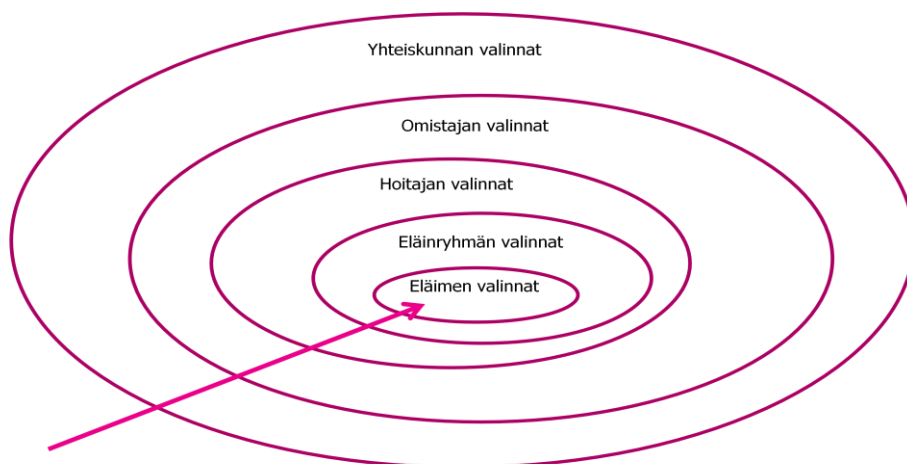 Yhteiskunnan valinnat
Omistajan valinnat
Hoitajan valinnat
Eläinryhmän valinnat
Eläimen valinnat